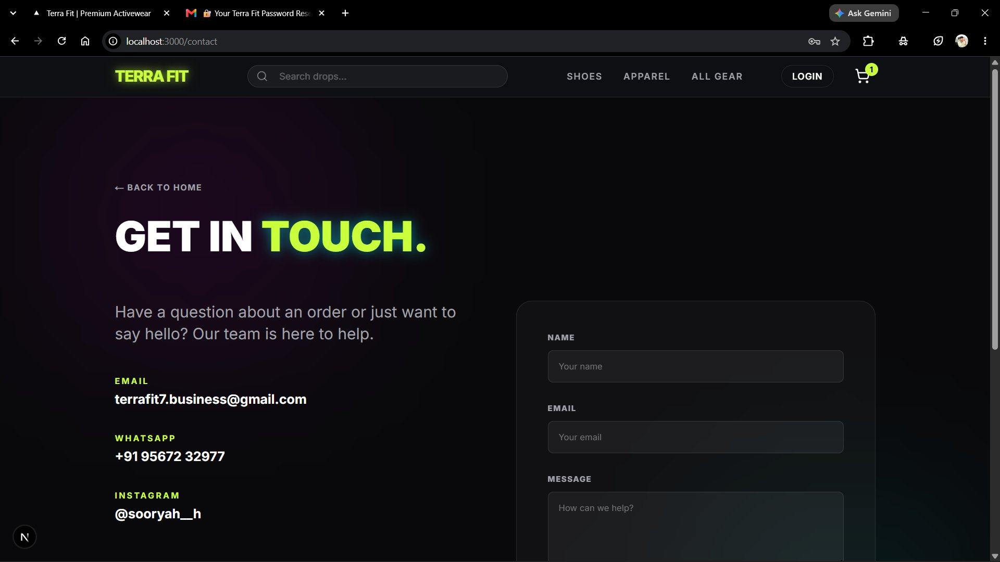 Terra Fit | Premium Activewear
Your Terra Fit Password Rese
Ask Gemini
localhost:3000/contact
TERRA FIT
Search drops...
SHOES
APPAREL
ALL GEAR
LOGIN
1
← BACK TO HOME
GET IN TOUCH.
Have a question about an order or just want to
say hello? Our team is here to help.
EMAIL
terrafit7.business@gmail.com
WHATSAPP
+91 95672 32977
INSTAGRAM
@sooryah__h
NAME
Your name
EMAIL
Your email
MESSAGE
How can we help?
N